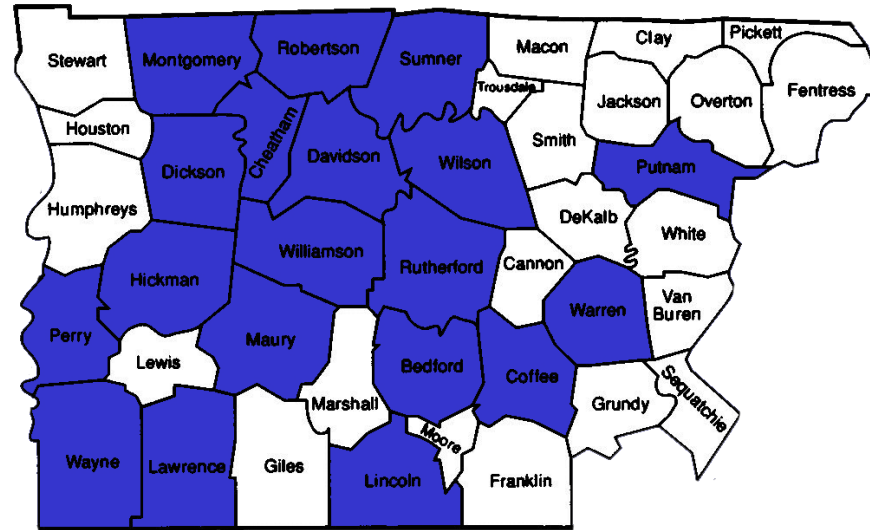 Stewart
Montgomery
Robertson
Sumner
Macon
Clay
Pickett
Trousdale
Jackson
Overton
Fentress
Houston
Cheatham
Davidson
Wilson
Smith
Dickson
Putnam
Humphreys
DeKalb
White
Williamson
Rutherford
Cannon
Hickman
Warren
Van
Buren
Perry
Lewis
Maury
Bedford
Coffee
Marshall
Grundy
Sequatchie
Moore
Wayne
Lawrence
Giles
Lincoln
Franklin